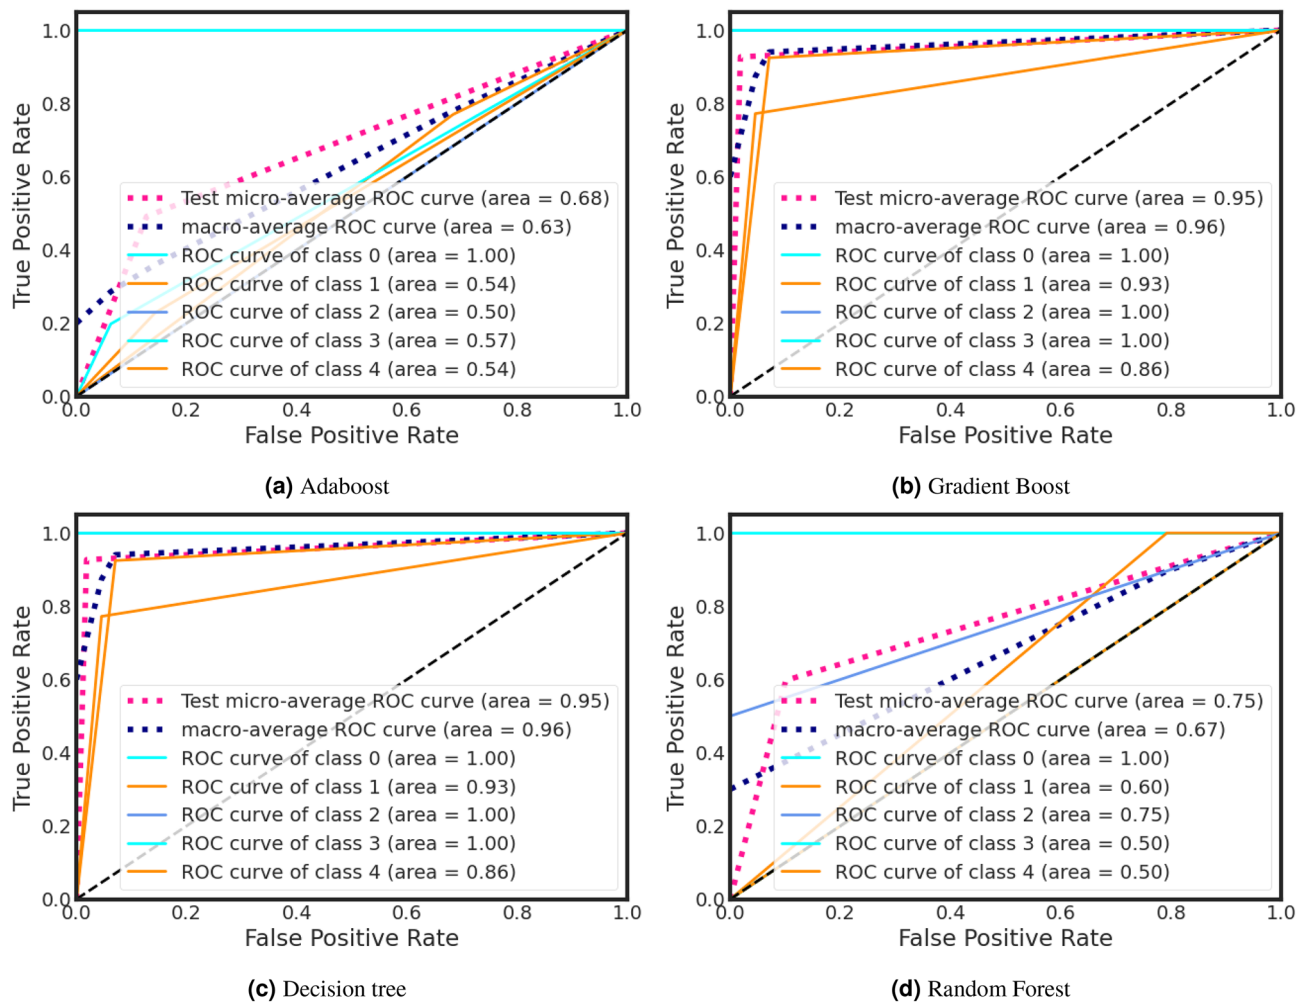 1.0
0.8
0.6
0.4
0.2
0.0
True Positive Rate
Test micro-average ROC curve (area = 0.68)
macro-average ROC curve (area = 0.63)
ROC curve of class 0 (area = 1.00)
ROC curve of class 1 (area = 0.54)
ROC curve of class 2 (area = 0.50)
ROC curve of class 3 (area = 0.57)
ROC curve of class 4 (area = 0.54)
0.0 0.2 0.4 0.6 0.8 1.0
False Positive Rate
(a) Adaboost
1.0
0.8
0.6
0.4
0.2
0.0
True Positive Rate
Test micro-average ROC curve (area = 0.95)
macro-average ROC curve (area = 0.96)
ROC curve of class 0 (area = 1.00)
ROC curve of class 1 (area = 0.93)
ROC curve of class 2 (area = 1.00)
ROC curve of class 3 (area = 1.00)
ROC curve of class 4 (area = 0.86)
0.0 0.2 0.4 0.6 0.8 1.0
False Positive Rate
(b) Gradient Boost
1.0
0.8
0.6
0.4
0.2
0.0
True Positive Rate
Test micro-average ROC curve (area = 0.95)
macro-average ROC curve (area = 0.96)
ROC curve of class 0 (area = 1.00)
ROC curve of class 1 (area = 0.93)
ROC curve of class 2 (area = 1.00)
ROC curve of class 3 (area = 1.00)
ROC curve of class 4 (area = 0.86)
0.0 0.2 0.4 0.6 0.8 1.0
False Positive Rate
(c) Decision tree
1.0
0.8
0.6
0.4
0.2
0.0
True Positive Rate
Test micro-average ROC curve (area = 0.75)
macro-average ROC curve (area = 0.67)
ROC curve of class 0 (area = 1.00)
ROC curve of class 1 (area = 0.60)
ROC curve of class 2 (area = 0.75)
ROC curve of class 3 (area = 0.50)
ROC curve of class 4 (area = 0.50)
0.0 0.2 0.4 0.6 0.8 1.0
False Positive Rate
(d) Random Forest